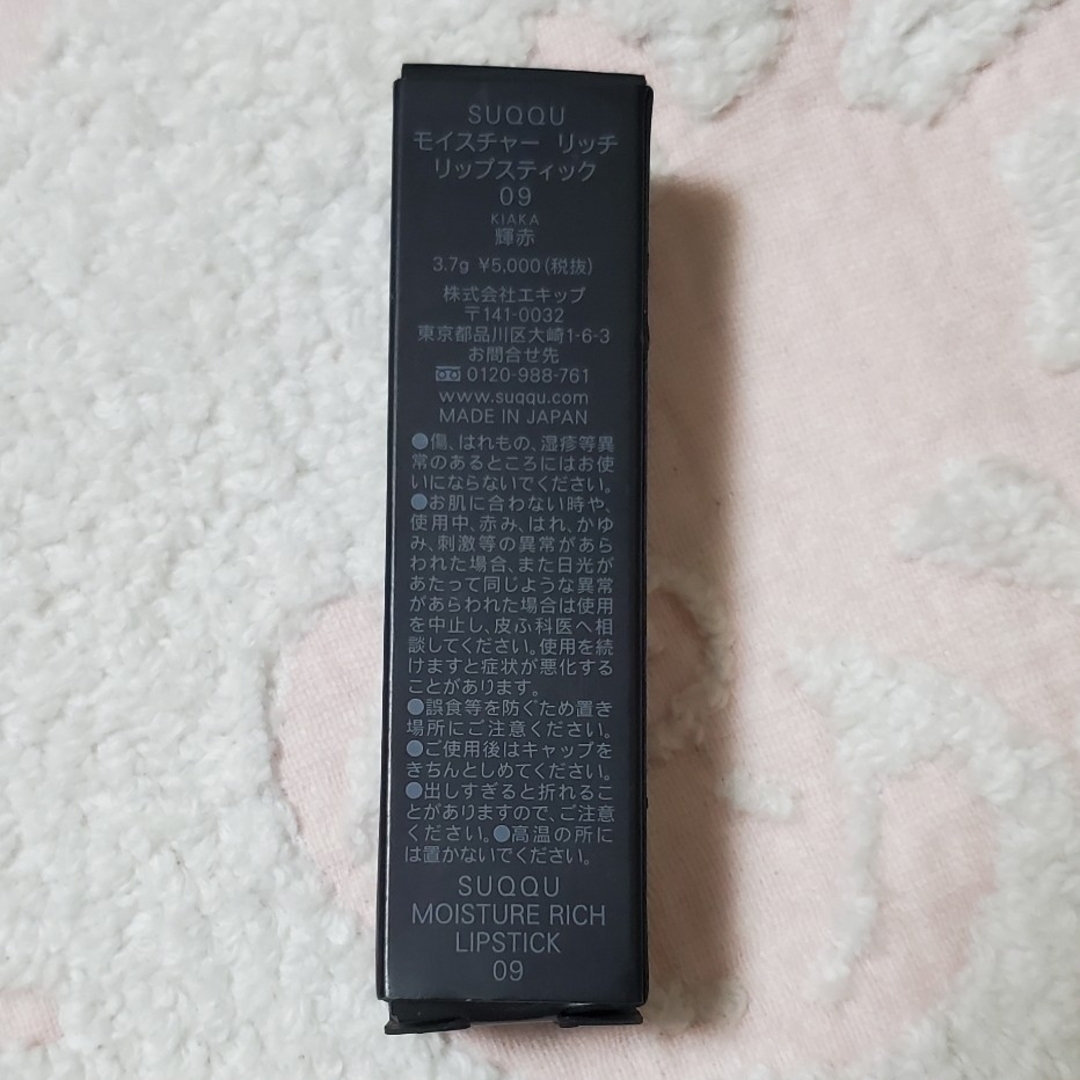 SUQQU
モイスチャー リッチ
リップスティック
09
KIAKA
輝赤
3.7g ¥5,000(税抜)
株式会社エキップ
〒141-0032
東京都品川区大崎1-6-3
お問合せ先
0120-988-761
www.suqqu.com
MADE IN JAPAN
●傷、はれもの、湿疹等異
常のあるところにはお使
いにならないでください。
●お肌に合わない時や、
使用中、赤み、はれ、かゆ
み、刺激等の異常があら
われた場合、また日光が
あたって同じような異常
があらわれた場合は使用
を中止し、皮ふ科医へ相
談してください。使用を続
けますと症状が悪化する
ことがあります。
●誤食等を防ぐため置き
場所にご注意ください。
●ご使用後はキャップを
きちんとしめてください。
●出しすぎると折れるこ
とがありますので、ご注意
ください。●高温の所に
は置かないでください。
SUQQU
MOISTURE RICH
LIPSTICK
09